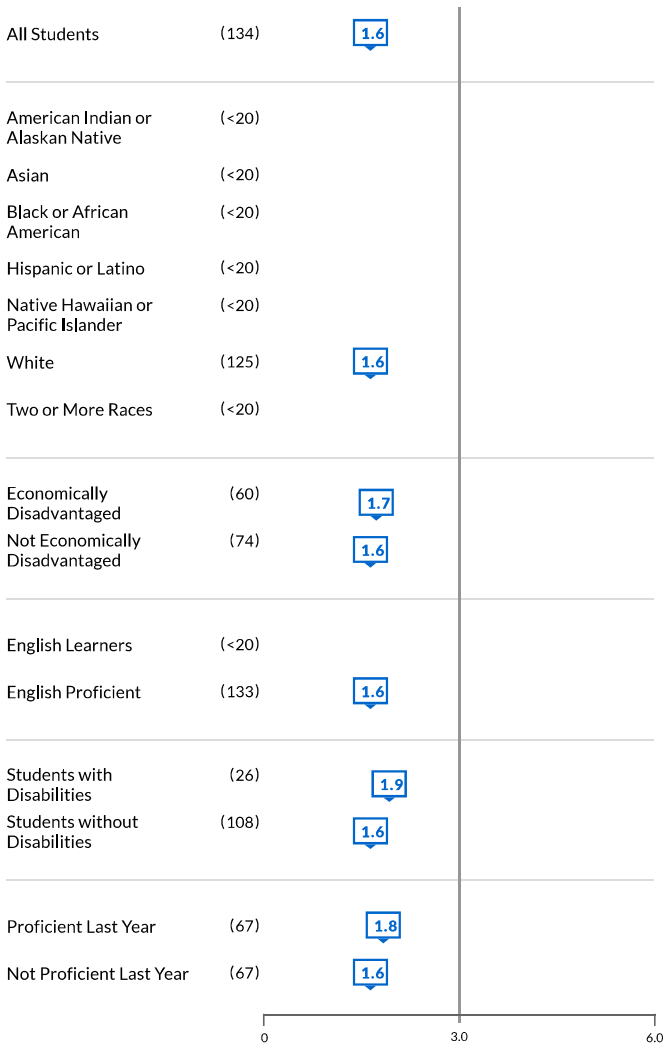 All Students (134) 1.6
American Indian or (<20)
Alaskan Native
Asian (<20)
Black or African (<20)
American
Hispanic or Latino (<20)
Native Hawaiian or (<20)
Pacific Islander
White (125) 1.6
Two or More Races (<20)
Economically (60) 1.7
Disadvantaged
Not Economically (74) 1.6
Disadvantaged
English Learners (<20)
English Proficient (133) 1.6
Students with (26) 1.9
Disabilities
Students without (108) 1.6
Disabilities
Proficient Last Year (67) 1.8
Not Proficient Last Year (67) 1.6
0 3.0 6.0